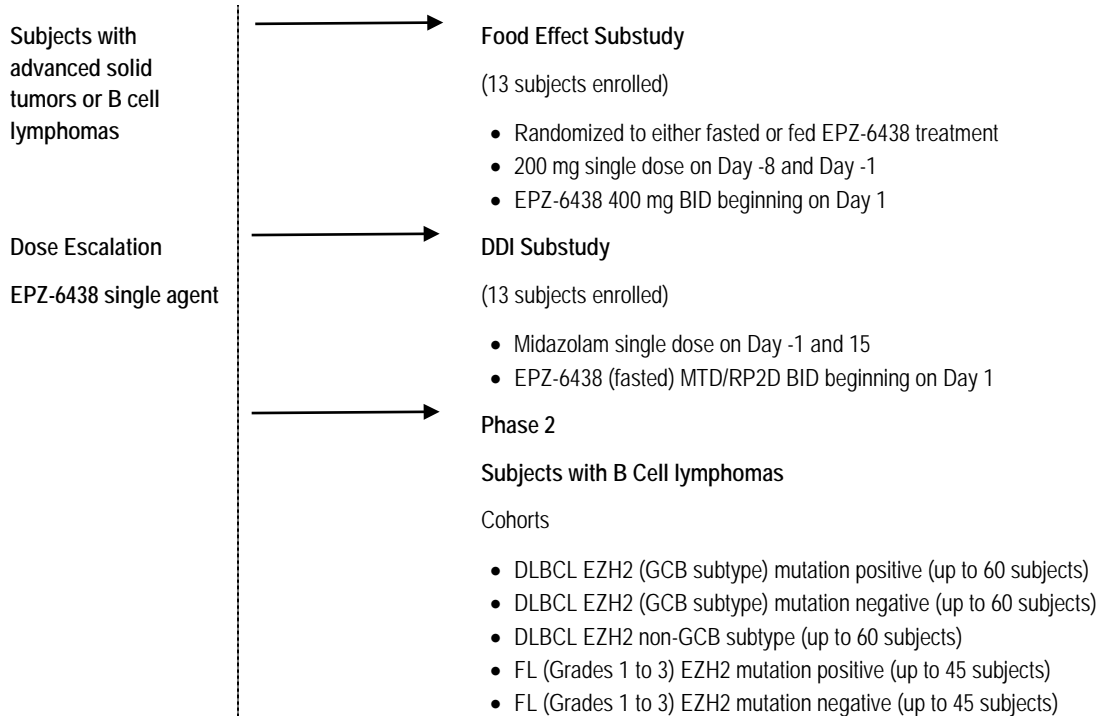 Subjects with
advanced solid
tumors or B cell
lymphomas
Dose Escalation
EPZ-6438 single agent
Food Effect Substudy
(13 subjects enrolled)
• Randomized to either fasted or fed EPZ-6438 treatment
• 200 mg single dose on Day -8 and Day -1
• EPZ-6438 400 mg BID beginning on Day 1
DDI Substudy
(13 subjects enrolled)
• Midazolam single dose on Day -1 and 15
• EPZ-6438 (fasted) MTD/RP2D BID beginning on Day 1
Phase 2
Subjects with B Cell lymphomas
Cohorts
• DLBCL EZH2 (GCB subtype) mutation positive (up to 60 subjects)
• DLBCL EZH2 (GCB subtype) mutation negative (up to 60 subjects)
• DLBCL EZH2 non-GCB subtype (up to 60 subjects)
• FL (Grades 1 to 3) EZH2 mutation positive (up to 45 subjects)
• FL (Grades 1 to 3) EZH2 mutation negative (up to 45 subjects)